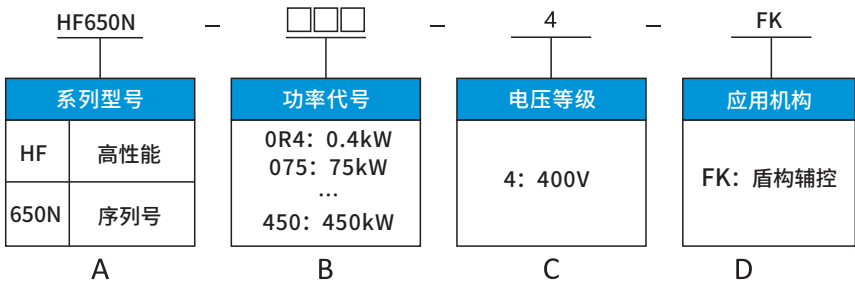 HF650N – □□□ – 4 – FK
系列型号 功率代号 电压等级 应用机构
HF 高性能
650N 序列号
0R4：0.4kW
075：75kW
…
450：450kW
4：400V
FK：盾构辅控
A B C D